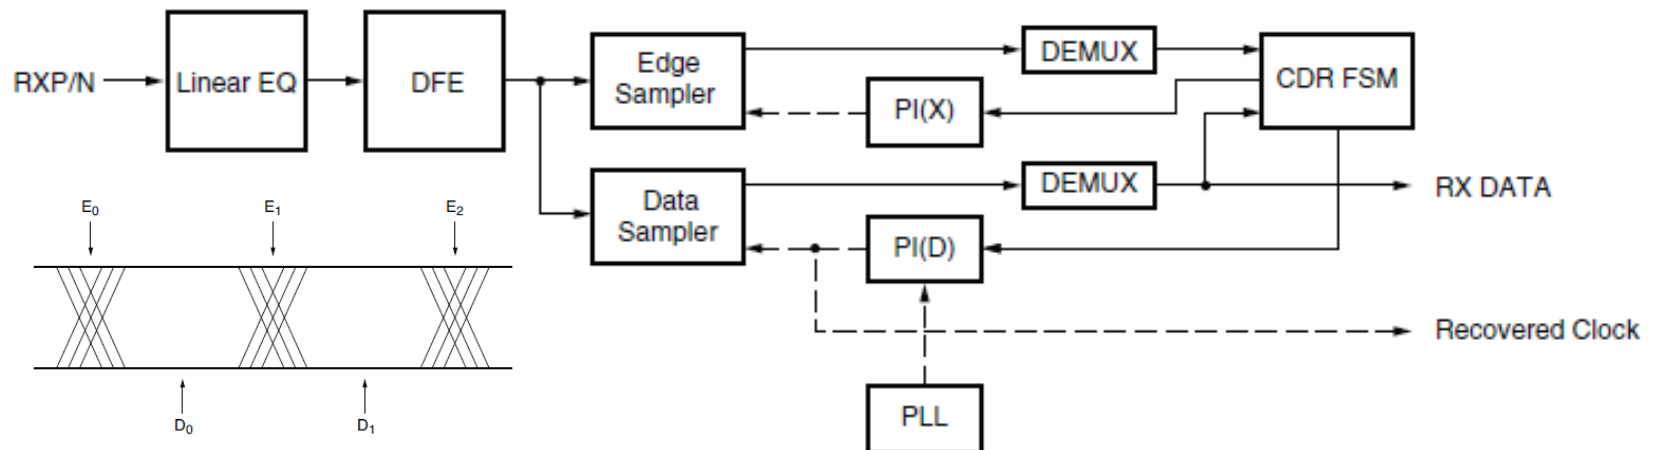 RXP/N
Linear EQ
DFE
Edge
Sampler
DEMUX
CDR FSM
PI(X)
Data
Sampler
DEMUX
RX DATA
PI(D)
Recovered Clock
PLL
E0
E1
E2
D0
D1